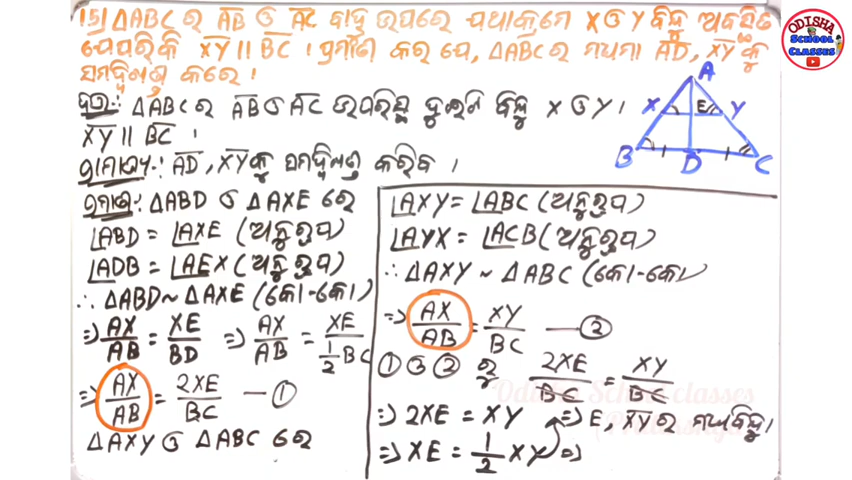 15) ΔABC ର AB ଓ AC ବାହୁ ଉପରେ ଯଥାକ୍ରମେ X ଓ Y ବିନ୍ଦୁ ଅବସ୍ଥିତ
ଯେପରିକି XY || BC । ପ୍ରମାଣ କର ଯେ, ΔABC ର ମଧ୍ୟମା AD, XY କୁ
ସମଦ୍ବିଖଣ୍ଡ କରେ ।
ଦତ୍ତ:- ΔABC ର AB ଓ AC ଉପରିସ୍ଥ ଦୁଇଟି ବିନ୍ଦୁ X ଓ Y ।
XY || BC ।
ପ୍ରାମାଣ୍ୟ:- AD, XY କୁ ସମଦ୍ବିଖଣ୍ଡ କରିବ ।
ପ୍ରମାଣ:- ΔABD ଓ ΔAXE ରେ
∠ABD = ∠AXE (ଅନୁରୂପ)
∠ADB = ∠AEX (ଅନୁରୂପ)
∴ ΔABD ~ ΔAXE (କୋ-କୋ)
⇒ AX/AB = XE/BD ⇒ AX/AB = XE/(1/2 BC)
⇒ AX/AB = 2XE/BC — ①
ΔAXY ଓ ΔABC ରେ
∠AXY = ∠ABC (ଅନୁରୂପ)
∠AYX = ∠ACB (ଅନୁରୂପ)
∴ ΔAXY ~ ΔABC (କୋ-କୋ)
⇒ AX/AB = XY/BC — ②
① ଓ ② ରୁ 2XE/BC = XY/BC
⇒ 2XE = XY ⇒ E, XY ର ମଧ୍ୟବିନ୍ଦୁ ।
⇒ XE = 1/2 XY ⇒
A
X E Y
B D C
ODISHA
SCHOOL
CLASSES
Odisha School classes